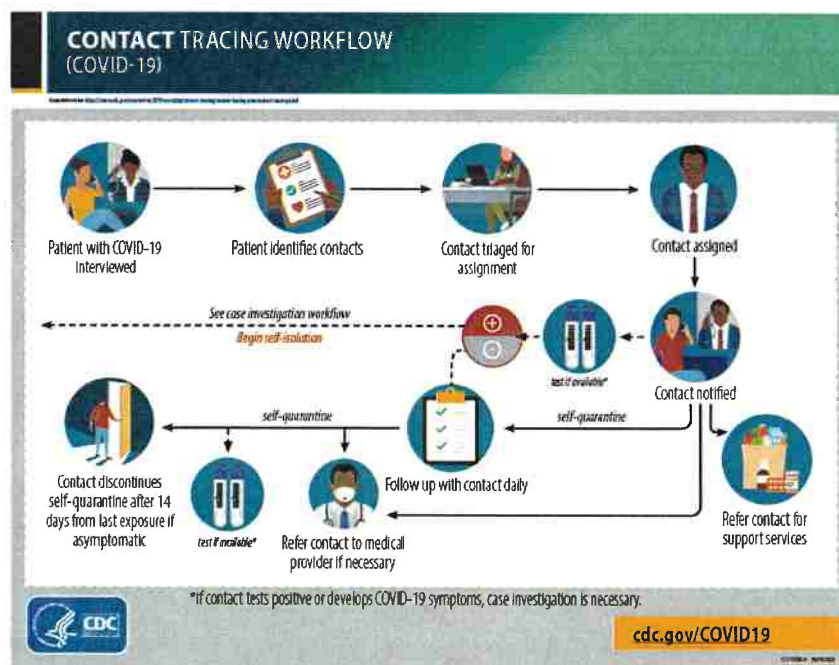 CONTACT TRACING WORKFLOW
(COVID-19)
Patient with COVID-19
Interviewed
Patient identifies contacts
Contact triaged for
assignment
Contact assigned
See case investigation workflow
Begin self-isolation
+
-
test if available*
Contact notified
self-quarantine
self-quarantine
Follow up with contact daily
Contact discontinues
self-quarantine after 14
days from last exposure if
asymptomatic
test if available*
Refer contact to medical
provider if necessary
Refer contact for
support services
*if contact tests positive or develops COVID-19 symptoms, case investigation is necessary.
CDC
cdc.gov/COVID19